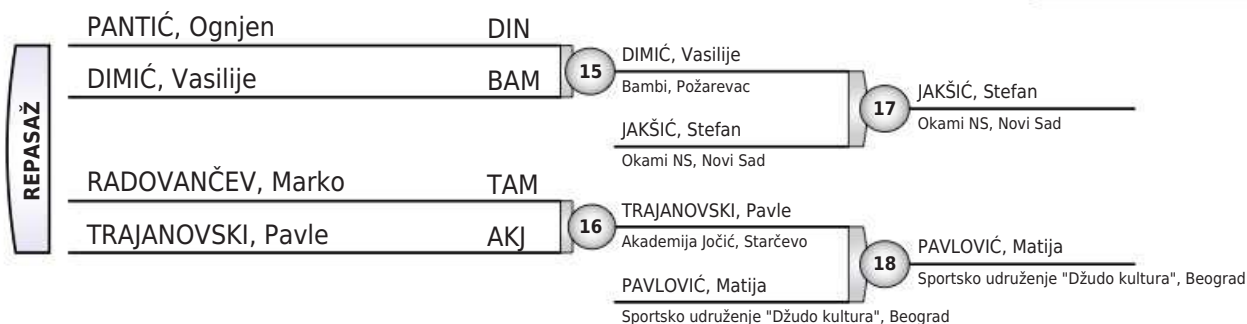 REPASAŽ
PANTIĆ, Ognjen DIN
DIMIĆ, Vasilije BAM
15
DIMIĆ, Vasilije
Bambi, Požarevac
JAKŠIĆ, Stefan
Okami NS, Novi Sad
17
JAKŠIĆ, Stefan
Okami NS, Novi Sad
RADOVANČEV, Marko TAM
TRAJANOVSKI, Pavle AKJ
16
TRAJANOVSKI, Pavle
Akademija Jočić, Starčevo
PAVLOVIĆ, Matija
Sportsko udruženje "Džudo kultura", Beograd
18
PAVLOVIĆ, Matija
Sportsko udruženje "Džudo kultura", Beograd